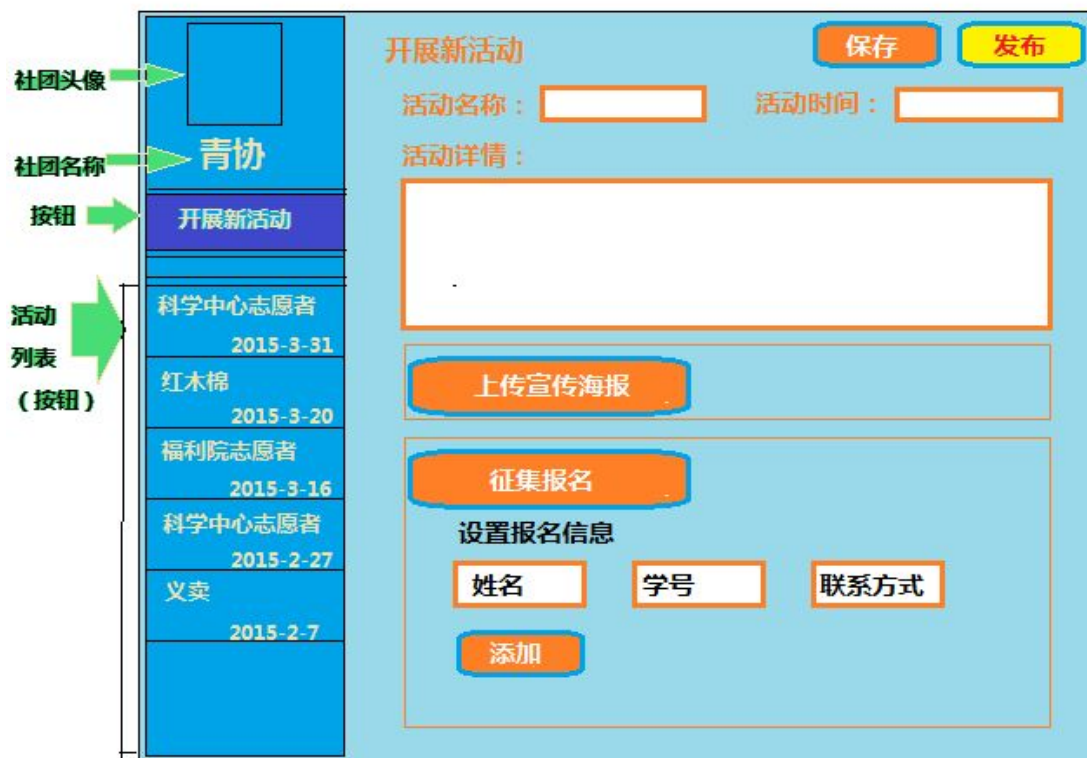 社团头像
社团名称
按钮
活动
列表
（按钮）
青协
开展新活动
科学中心志愿者
2015-3-31
红木棉
2015-3-20
福利院志愿者
2015-3-16
科学中心志愿者
2015-2-27
义卖
2015-2-7
开展新活动
保存
发布
活动名称：
活动时间：
活动详情：
上传宣传海报
征集报名
设置报名信息
姓名
学号
联系方式
添加